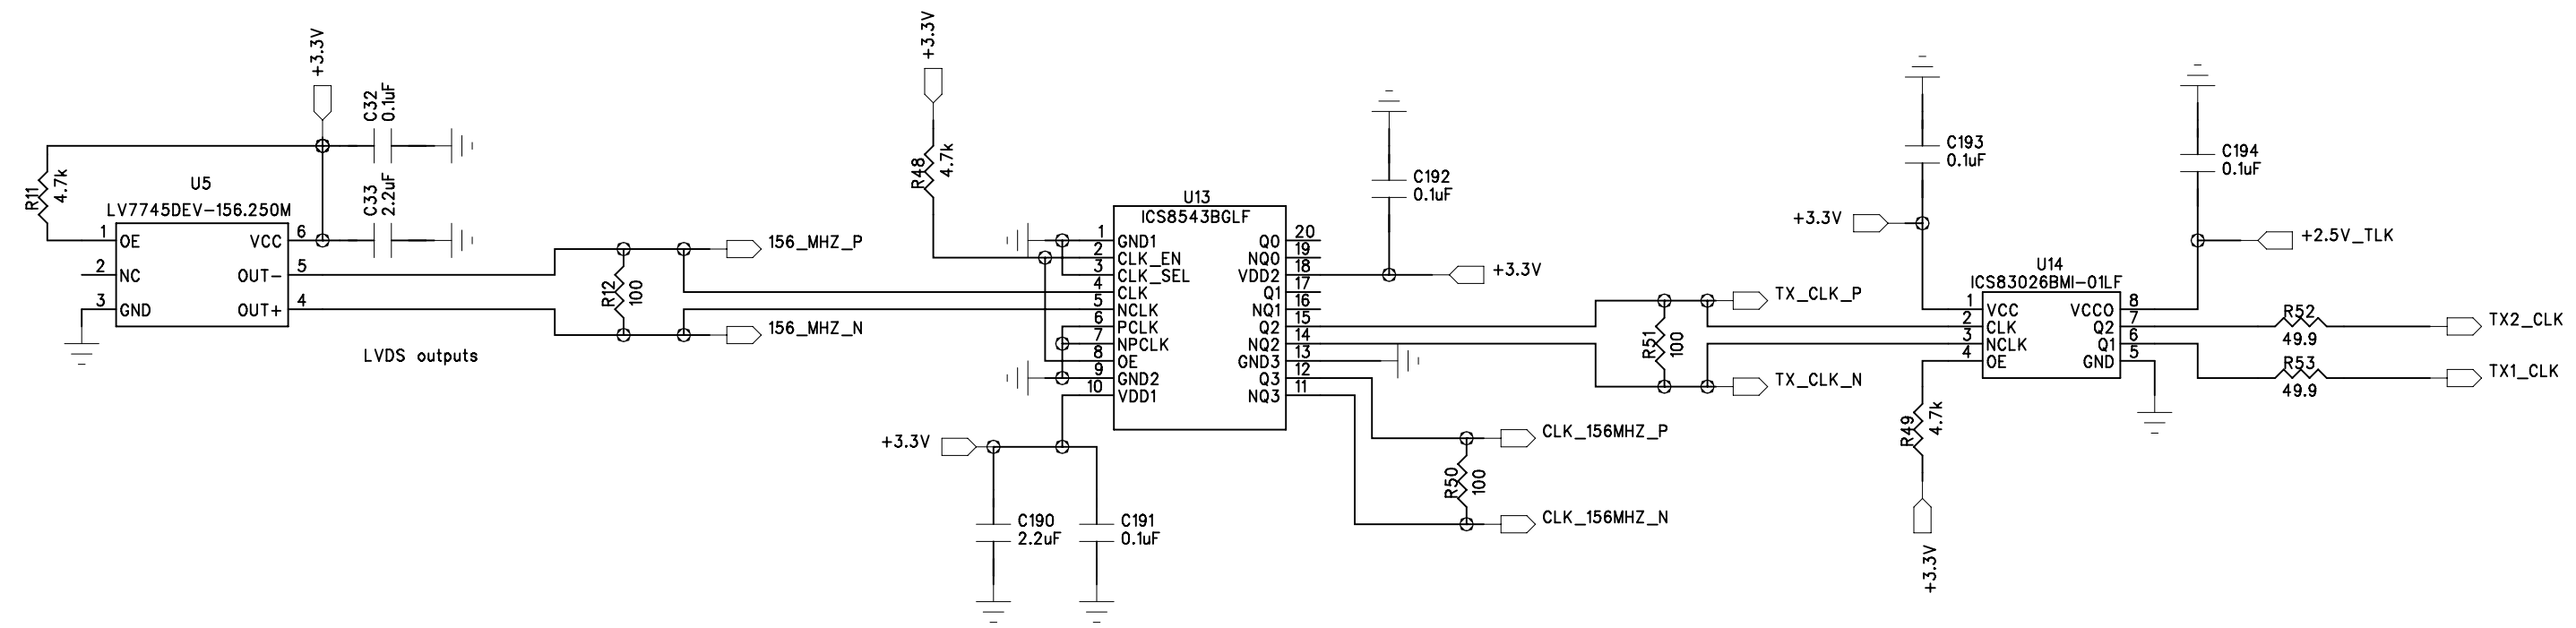 +3.3V
C32
0.1uF
R11
4.7k
U5
LV7745DEV-156.250M
C33
2.2uF
1 OE
VCC 6
2 NC
OUT- 5
3 GND
OUT+ 4
LVDS outputs
R12
100
156_MHZ_P
156_MHZ_N
+3.3V
R48
4.7k
U13
ICS8543BGLF
1 GND1
2 CLK_EN
3 CLK_SEL
4 CLK
5 NCLK
6 PCLK
7 NPCLK
8 OE
9 GND2
10 VDD1
Q0 20
NQ0 19
VDD2 18
Q1 17
NQ1 16
Q2 15
NQ2 14
GND3 13
Q3 12
NQ3 11
+3.3V
C190
2.2uF
C191
0.1uF
C192
0.1uF
+3.3V
R51
100
TX_CLK_P
TX_CLK_N
R50
100
CLK_156MHZ_P
CLK_156MHZ_N
C193
0.1uF
+3.3V
C194
0.1uF
+2.5V_TLK
U14
ICS83026BMI-01LF
1 VCC
2 CLK
3 NCLK
4 OE
VCCO 8
Q2 7
Q1 6
GND 5
R49
4.7k
+3.3V
R52
49.9
TX2_CLK
R53
49.9
TX1_CLK